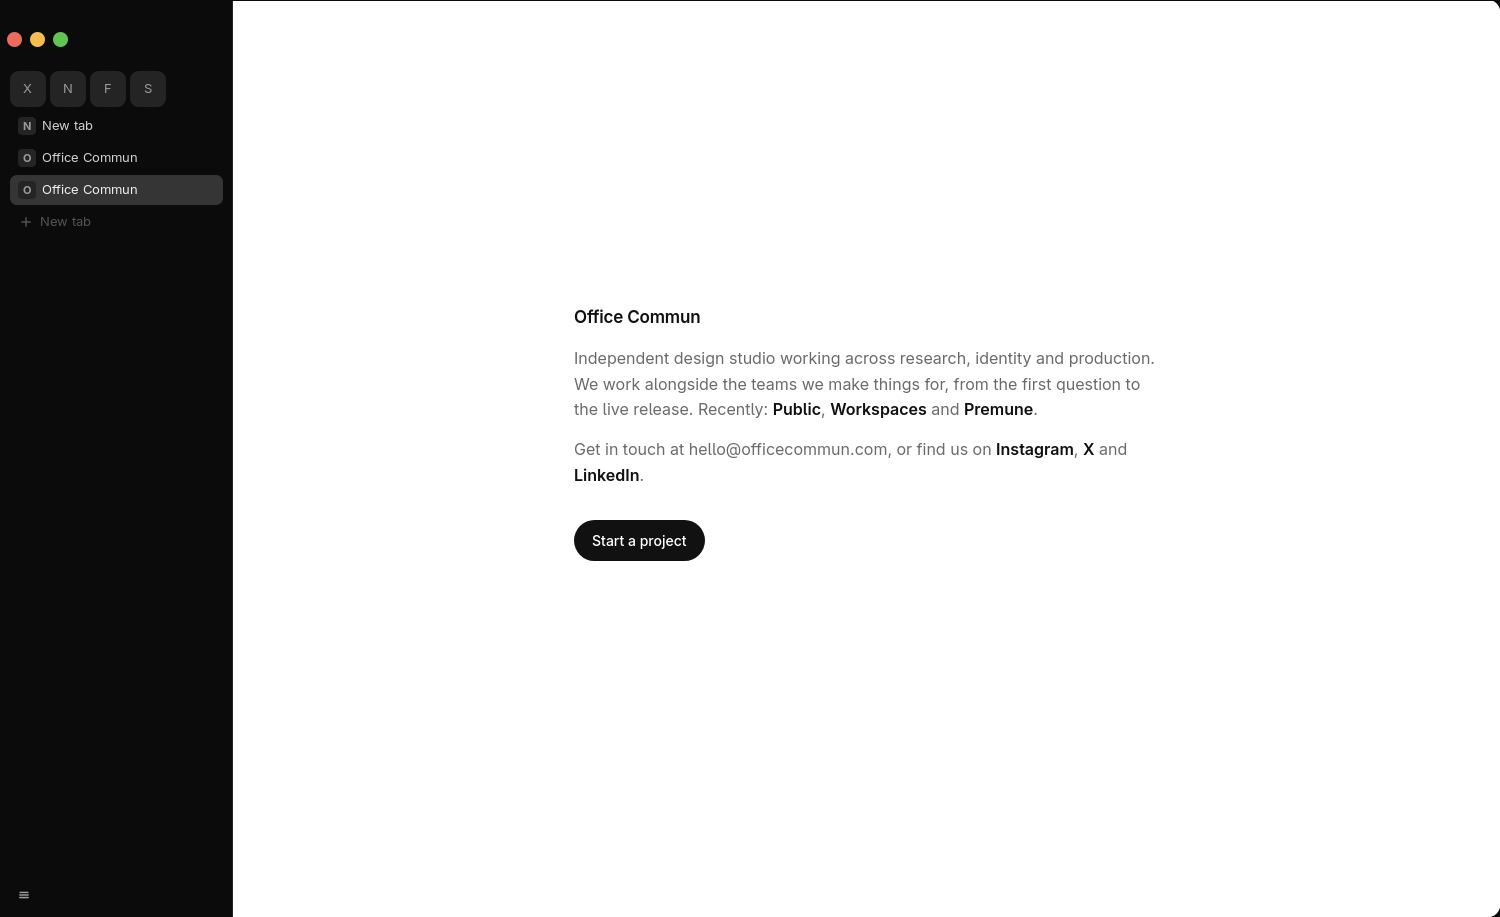 X N F S
N New tab
O Office Commun
O Office Commun
+ New tab
Office Commun
Independent design studio working across research, identity and production.
We work alongside the teams we make things for, from the first question to
the live release. Recently: Public, Workspaces and Premune.
Get in touch at hello@officecommun.com, or find us on Instagram, X and
LinkedIn.
Start a project